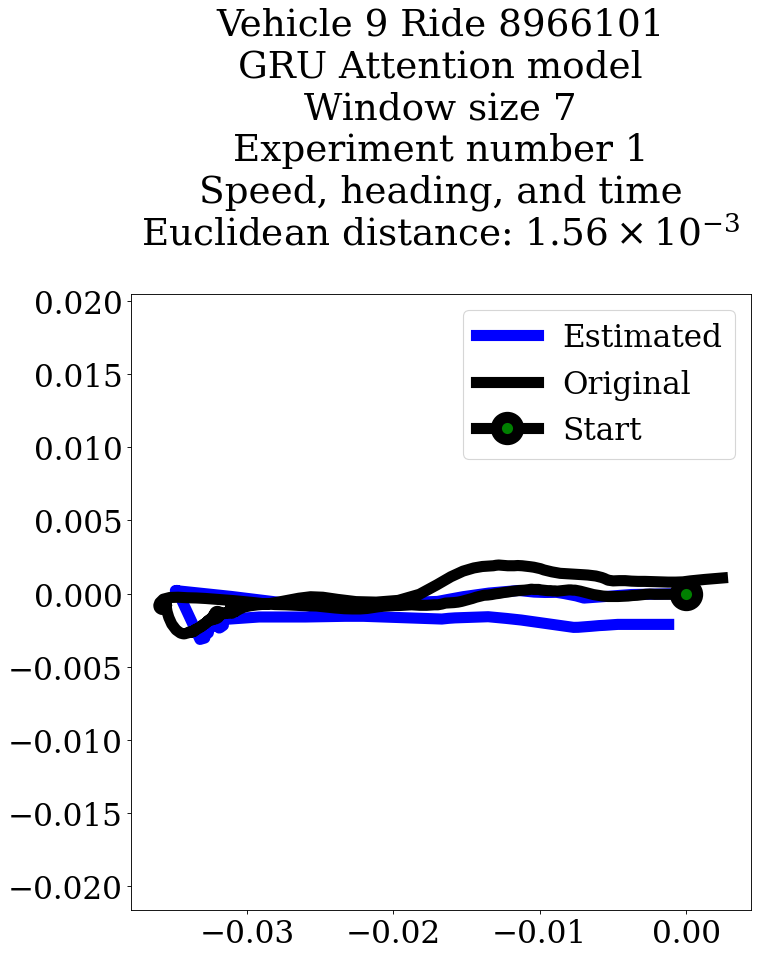 Vehicle 9 Ride 8966101
GRU Attention model
Window size 7
Experiment number 1
Speed, heading, and time
Euclidean distance: 1.56 × 10⁻³
Estimated
Original
Start
0.020
0.015
0.010
0.005
0.000
−0.005
−0.010
−0.015
−0.020
−0.03 −0.02 −0.01 0.00